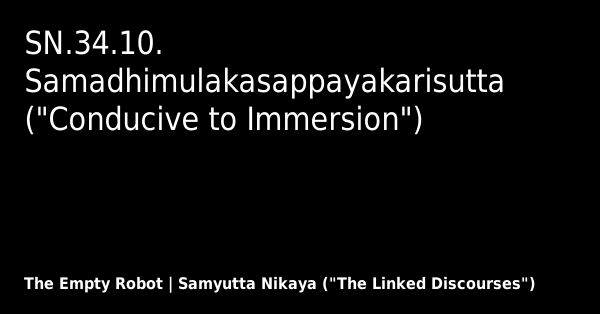 SN.34.10.
Samadhimulakasappayakarisutta
("Conducive to Immersion")
The Empty Robot | Samyutta Nikaya ("The Linked Discourses")